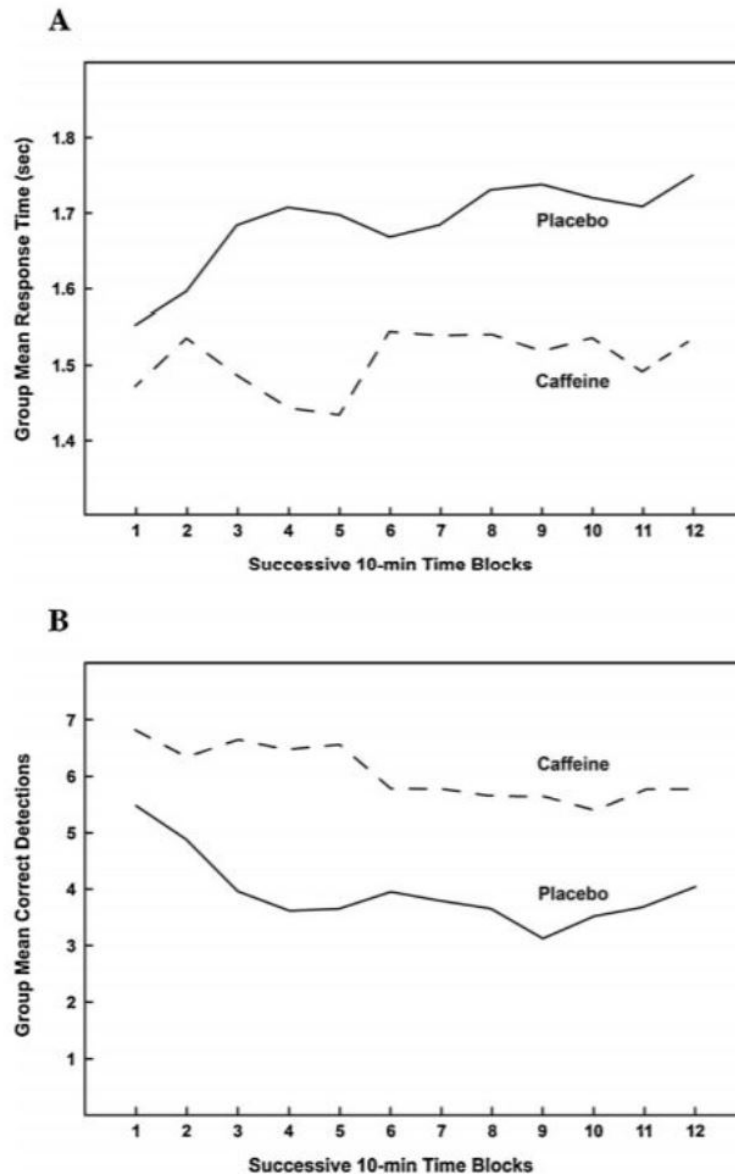 A
Group Mean Response Time (sec)
1.8
1.7
1.6
1.5
1.4
Placebo
Caffeine
1 2 3 4 5 6 7 8 9 10 11 12
Successive 10-min Time Blocks
B
Group Mean Correct Detections
7
6
5
4
3
2
1
Caffeine
Placebo
1 2 3 4 5 6 7 8 9 10 11 12
Successive 10-min Time Blocks